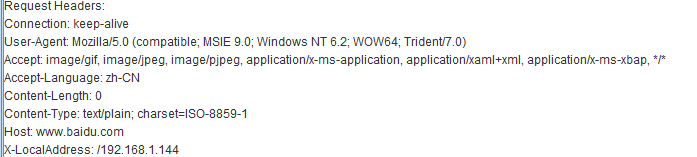 Request Headers:
Connection: keep-alive
User-Agent: Mozilla/5.0 (compatible; MSIE 9.0; Windows NT 6.2; WOW64; Trident/7.0)
Accept: image/gif, image/jpeg, image/pjpeg, application/x-ms-application, application/xaml+xml, application/x-ms-xbap, */*
Accept-Language: zh-CN
Content-Length: 0
Content-Type: text/plain; charset=ISO-8859-1
Host: www.baidu.com
X-LocalAddress: /192.168.1.144